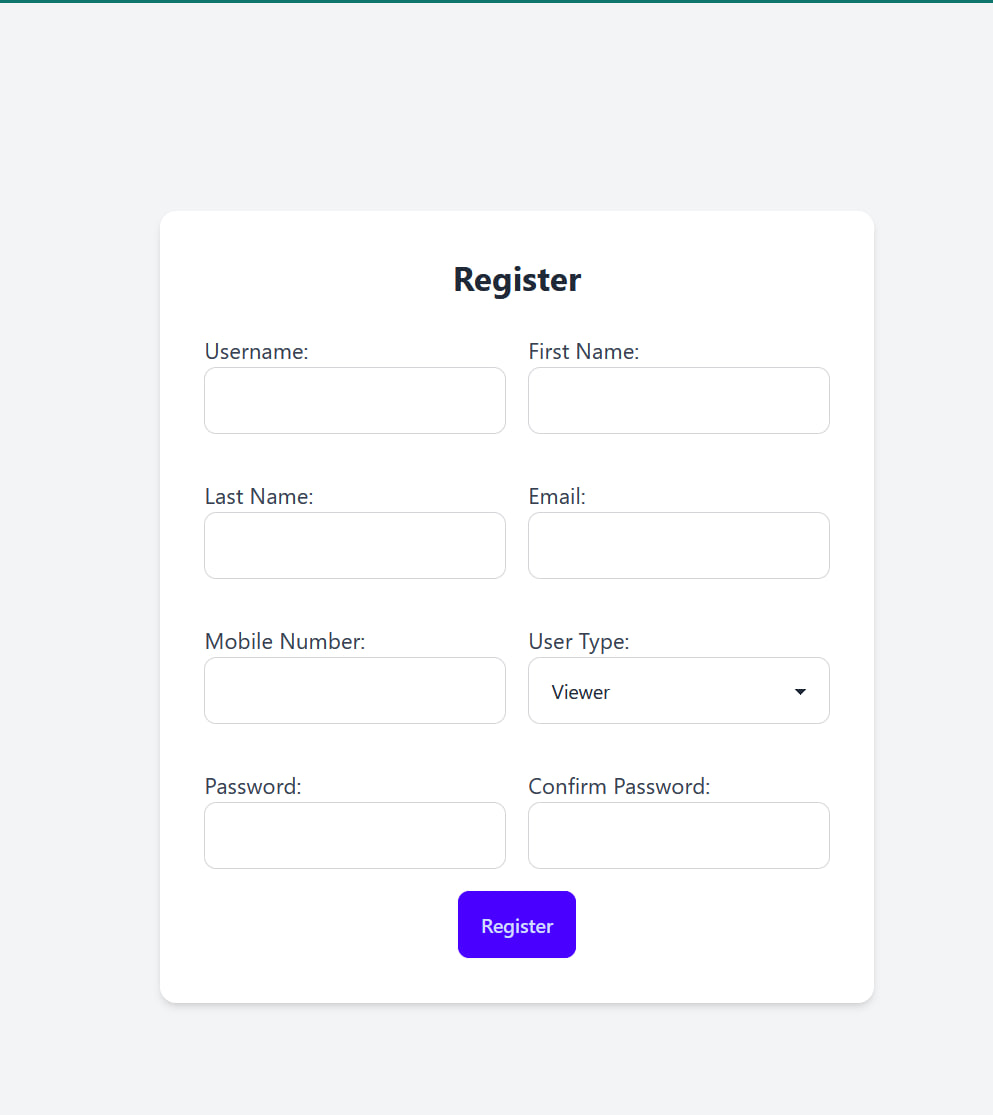 Register
Username: First Name:
Last Name: Email:
Mobile Number: User Type:
Viewer
Password: Confirm Password:
Register